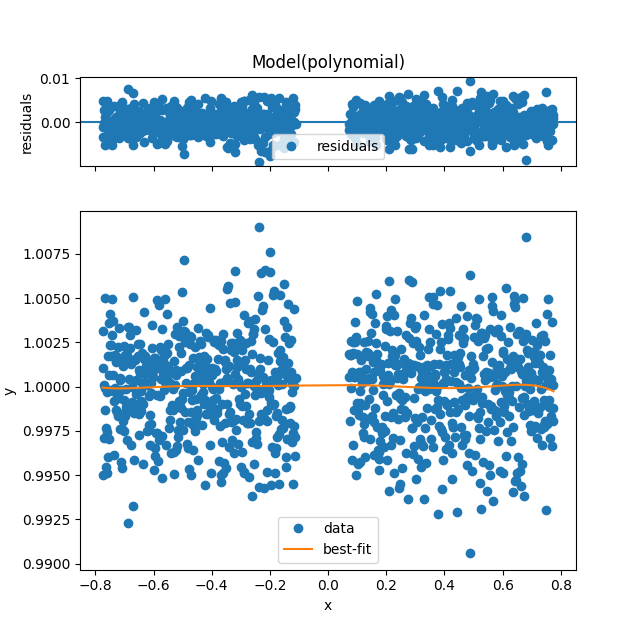 Model(polynomial)
0.01
0.00
residuals
residuals
1.0075
1.0050
1.0025
1.0000
0.9975
0.9950
0.9925
0.9900
y
data
best-fit
−0.8 −0.6 −0.4 −0.2 0.0 0.2 0.4 0.6 0.8
x